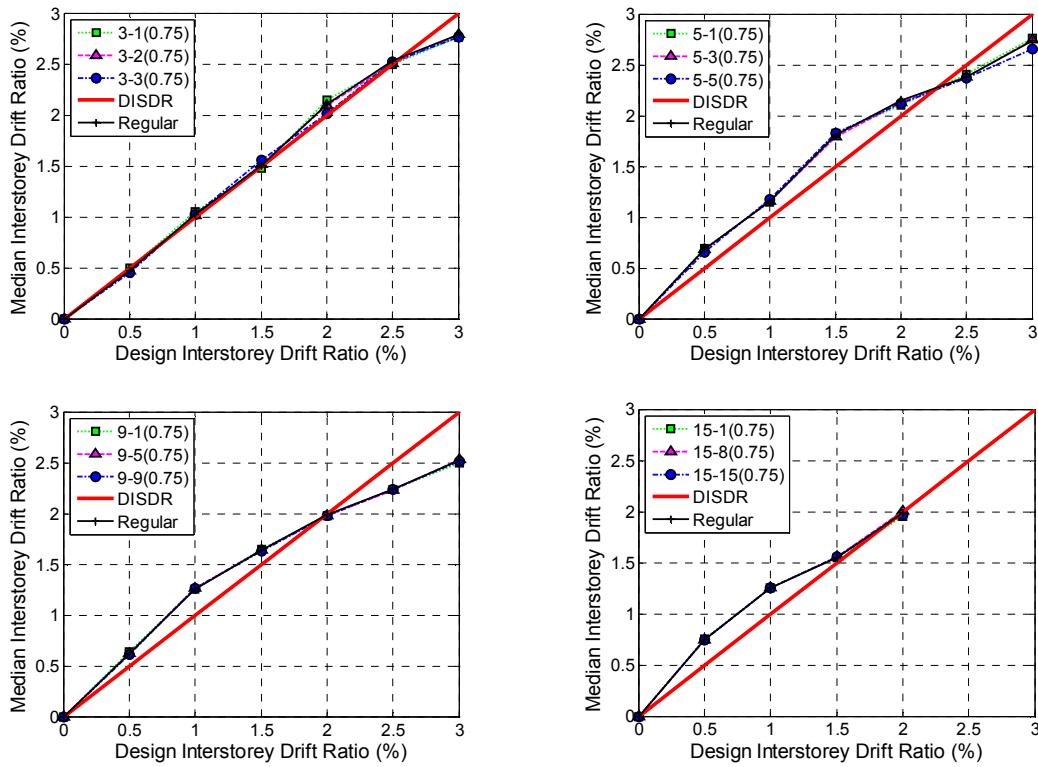 3-1(0.75)
3-2(0.75)
3-3(0.75)
DISDR
Regular
Median Interstorey Drift Ratio (%)
3
2.5
2
1.5
1
0.5
0
0 0.5 1 1.5 2 2.5 3
Design Interstorey Drift Ratio (%)
5-1(0.75)
5-3(0.75)
5-5(0.75)
DISDR
Regular
Median Interstorey Drift Ratio (%)
3
2.5
2
1.5
1
0.5
0
0 0.5 1 1.5 2 2.5 3
Design Interstorey Drift Ratio (%)
9-1(0.75)
9-5(0.75)
9-9(0.75)
DISDR
Regular
Median Interstorey Drift Ratio (%)
3
2.5
2
1.5
1
0.5
0
0 0.5 1 1.5 2 2.5 3
Design Interstorey Drift Ratio (%)
15-1(0.75)
15-8(0.75)
15-15(0.75)
DISDR
Regular
Median Interstorey Drift Ratio (%)
3
2.5
2
1.5
1
0.5
0
0 0.5 1 1.5 2 2.5 3
Design Interstorey Drift Ratio (%)